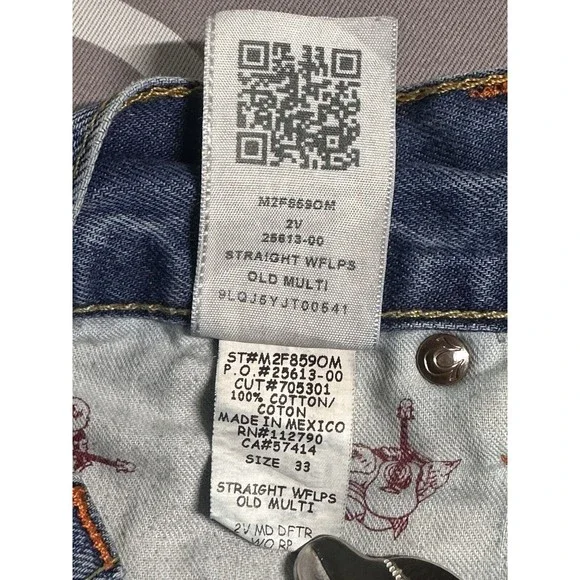 M2F859OM
2V
25613-00
STRAIGHT WFLPS
OLD MULTI
9LQJ5YJT00541
ST#M2F859OM
P.O.#25613-00
CUT#705301
100% COTTON/
COTON
MADE IN MEXICO
RN#112790
CA#57414
SIZE 33
STRAIGHT WFLPS
OLD MULTI
2V MD DFTR
W/O RP